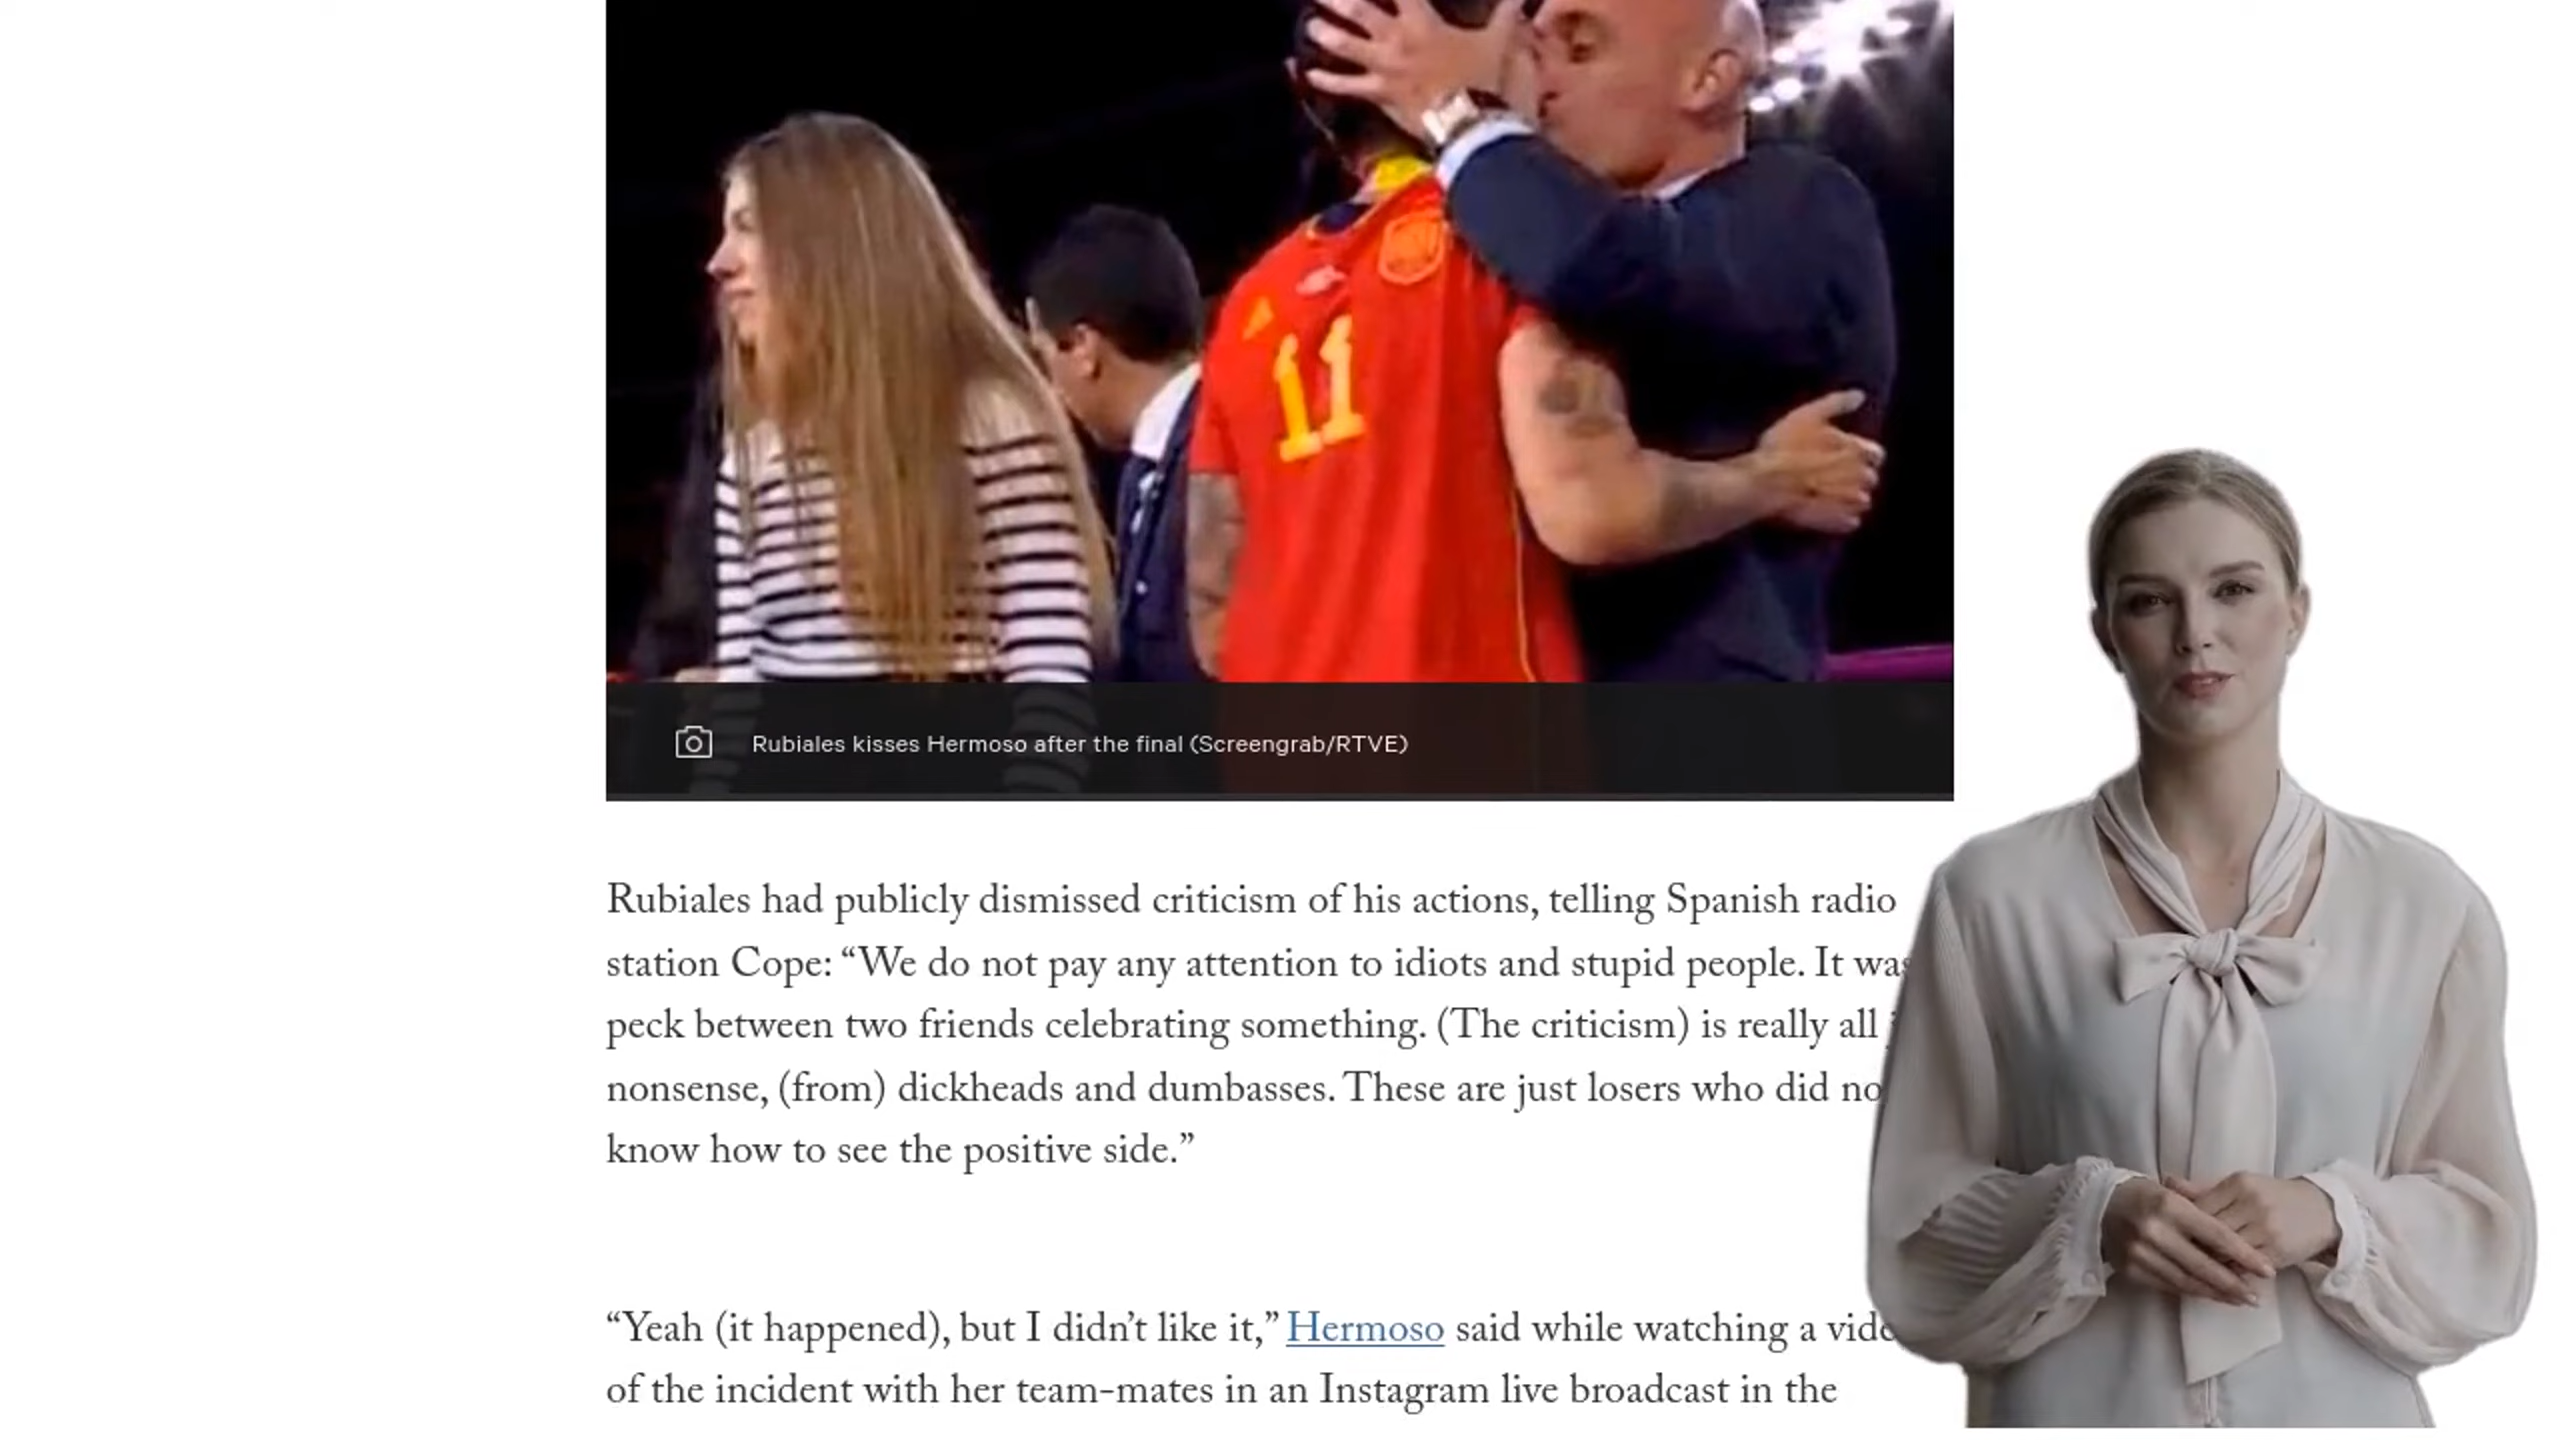 11
Rubiales kisses Hermoso after the final (Screengrab/RTVE)
Rubiales had publicly dismissed criticism of his actions, telling Spanish radio
station Cope: “We do not pay any attention to idiots and stupid people. It was
peck between two friends celebrating something. (The criticism) is really all
nonsense, (from) dickheads and dumbasses. These are just losers who did no
know how to see the positive side.”
“Yeah (it happened), but I didn’t like it,” Hermoso said while watching a vide
of the incident with her team-mates in an Instagram live broadcast in the